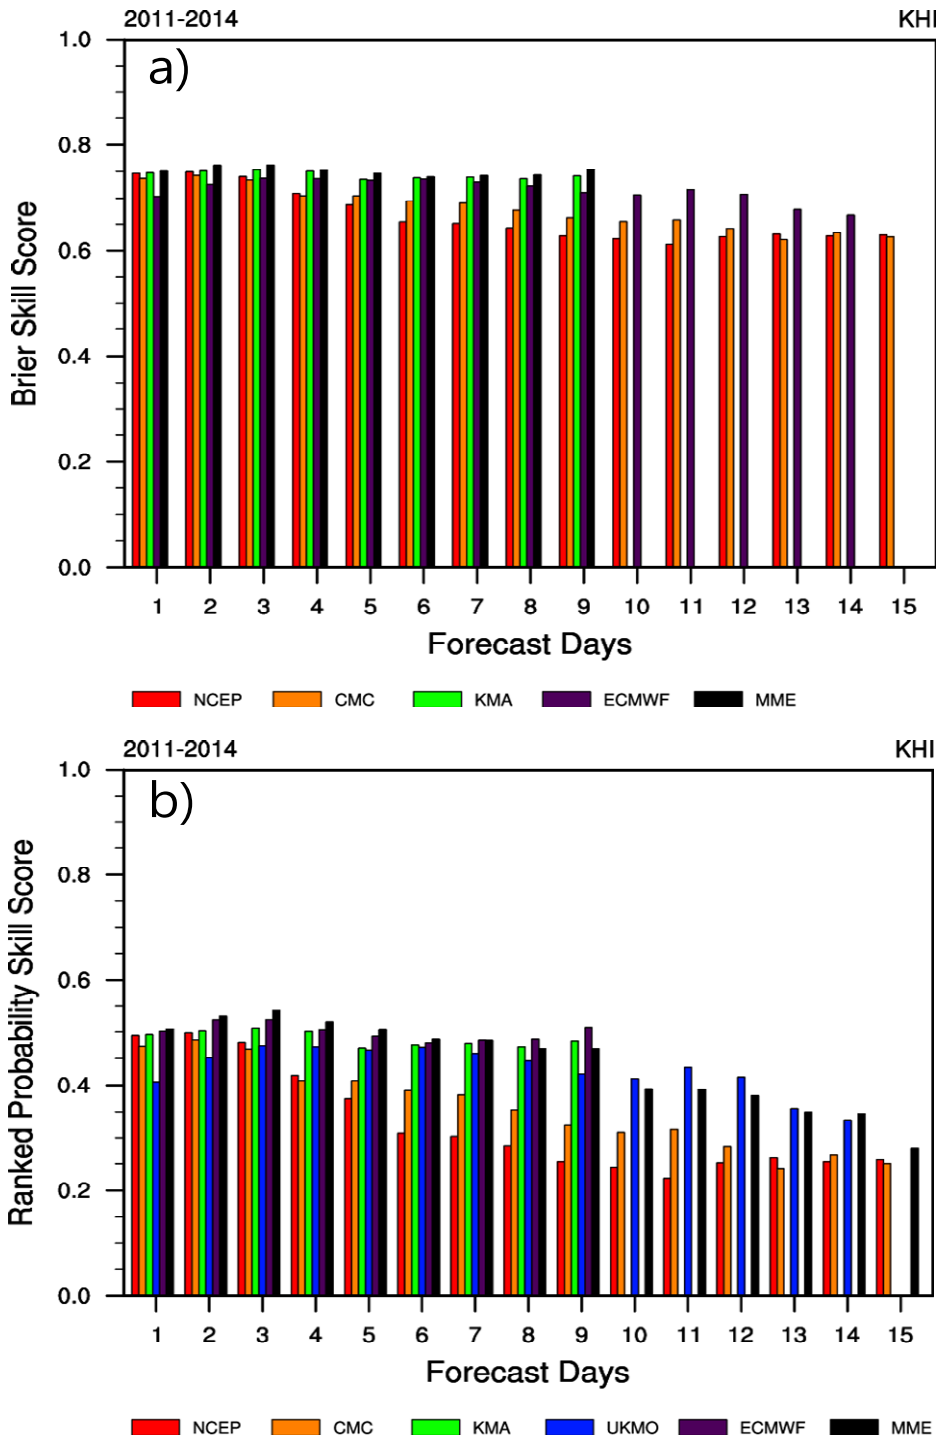 2011-2014 KHI
a)
Brier Skill Score
1.0
0.8
0.6
0.4
0.2
0.0
1 2 3 4 5 6 7 8 9 10 11 12 13 14 15
Forecast Days
NCEP CMC KMA ECMWF MME
2011-2014 KHI
b)
Ranked Probability Skill Score
1.0
0.8
0.6
0.4
0.2
0.0
1 2 3 4 5 6 7 8 9 10 11 12 13 14 15
Forecast Days
NCEP CMC KMA UKMO ECMWF MME